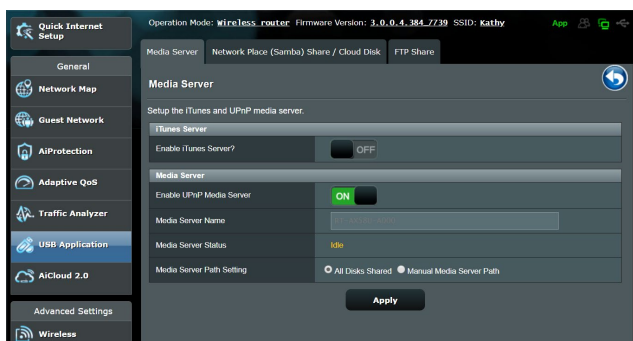 Quick Internet
Setup
Operation Mode: Wireless router Firmware Version: 3.0.0.4.384_7739 SSID: Kathy
App
Media Server
Network Place (Samba) Share / Cloud Disk
FTP Share
General
Network Map
Guest Network
AiProtection
Adaptive QoS
Traffic Analyzer
USB Application
AiCloud 2.0
Advanced Settings
Wireless
Media Server
Setup the iTunes and UPnP media server.
iTunes Server
Enable iTunes Server?
OFF
Media Server
Enable UPnP Media Server
ON
Media Server Name
Media Server Status
Idle
Media Server Path Setting
All Disks Shared
Manual Media Server Path
Apply